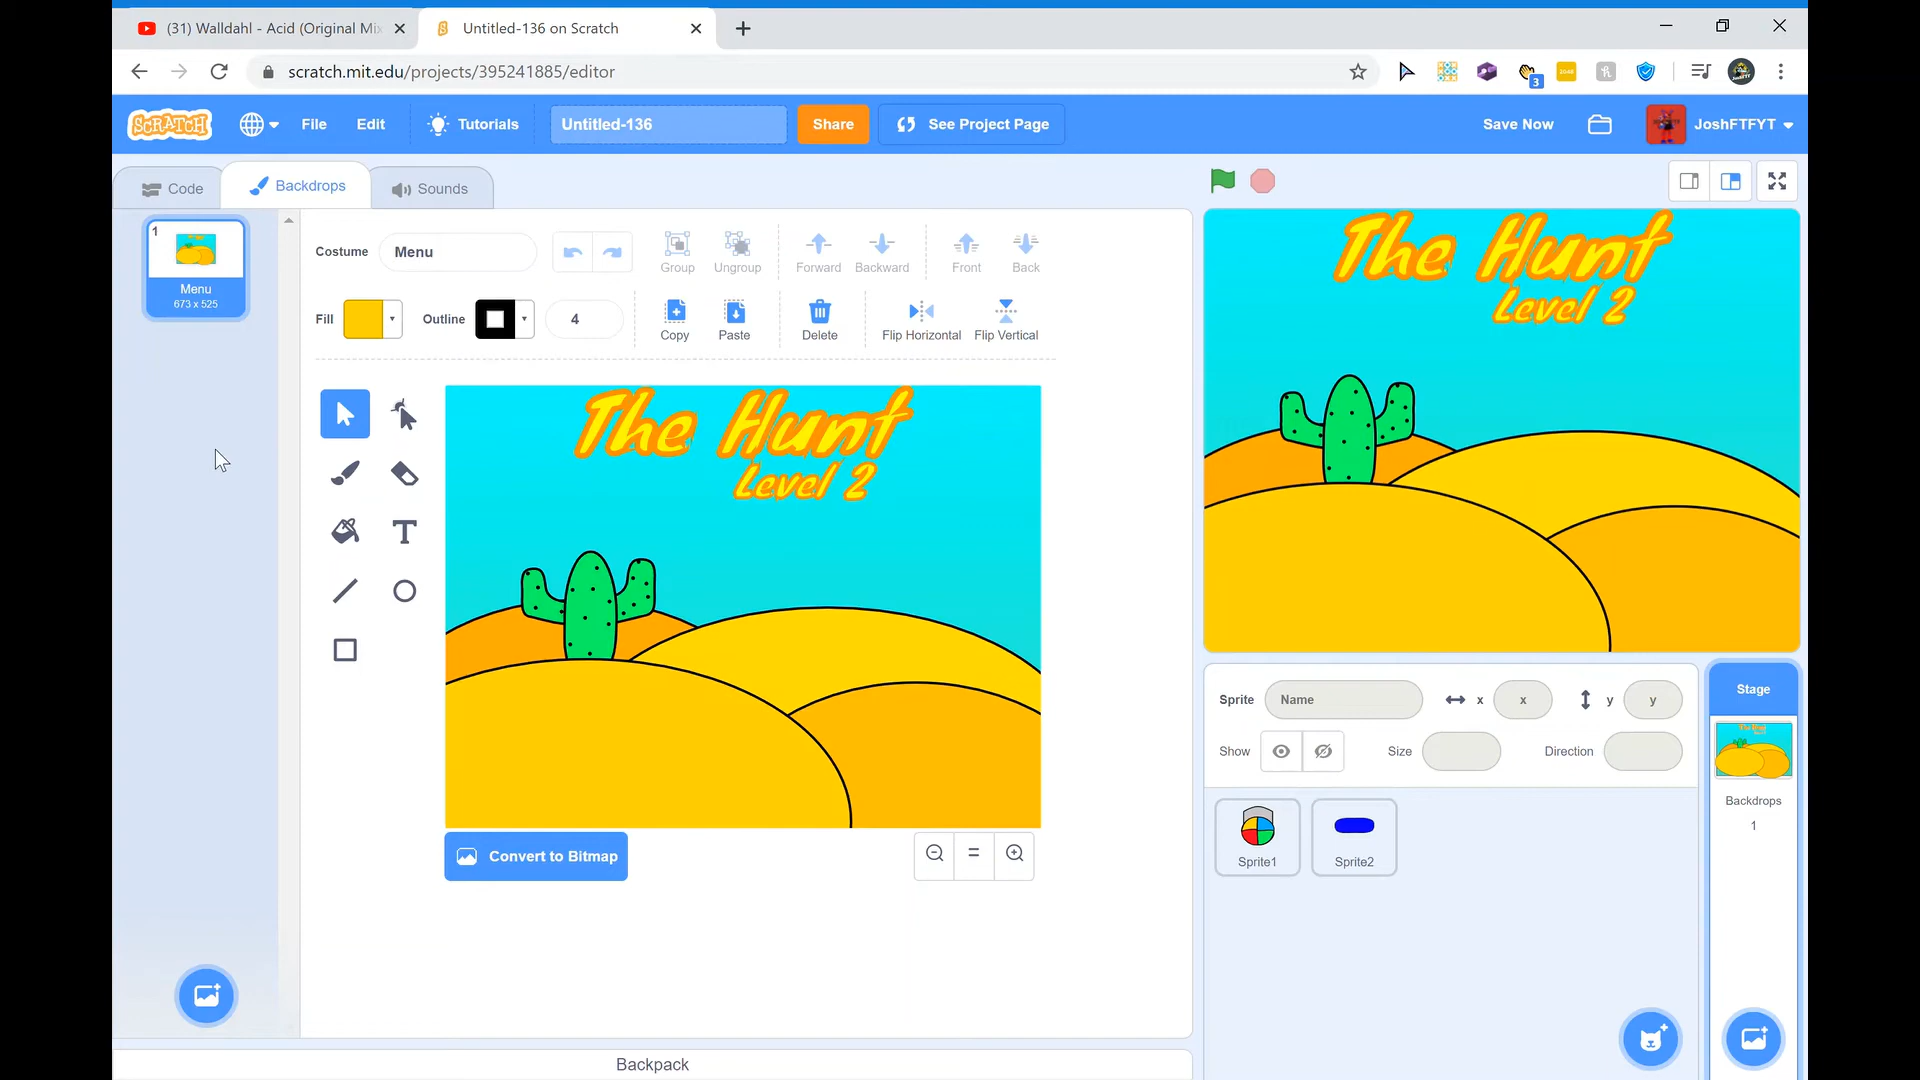 (31) Walldahl - Acid (Original Mix
Untitled-136 on Scratch
scratch.mit.edu/projects/395241885/editor
3
SCRATCH
File
Edit
Tutorials
Untitled-136
Share
See Project Page
Save Now
JoshFTFYT
Code
Backdrops
Sounds
1
Menu
673 x 525
Costume
Menu
Group
Ungroup
Forward
Backward
Front
Back
Fill
Outline
4
Copy
Paste
Delete
Flip Horizontal
Flip Vertical
The Hunt
Level 2
Convert to Bitmap
The Hunt
Level 2
Sprite
Name
x
x
y
y
Show
Size
Direction
Sprite1
Sprite2
Stage
Backdrops
1
Backpack